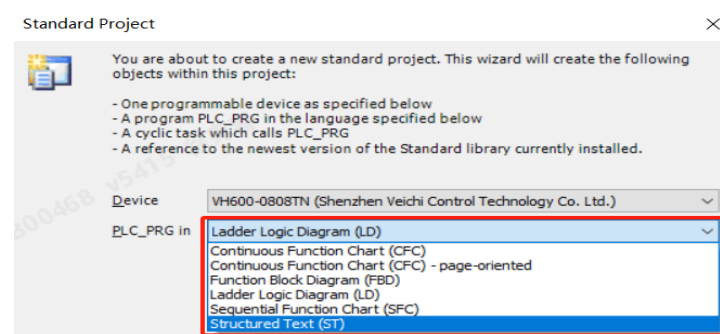 Standard Project
You are about to create a new standard project. This wizard will create the following
objects within this project:
- One programmable device as specified below
- A program PLC_PRG in the language specified below
- A cyclic task which calls PLC_PRG
- A reference to the newest version of the Standard library currently installed.
Device
VH600-0808TN (Shenzhen Veichi Control Technology Co. Ltd.)
PLC_PRG in
Ladder Logic Diagram (LD)
Continuous Function Chart (CFC)
Continuous Function Chart (CFC) - page-oriented
Function Block Diagram (FBD)
Ladder Logic Diagram (LD)
Sequential Function Chart (SFC)
Structured Text (ST)